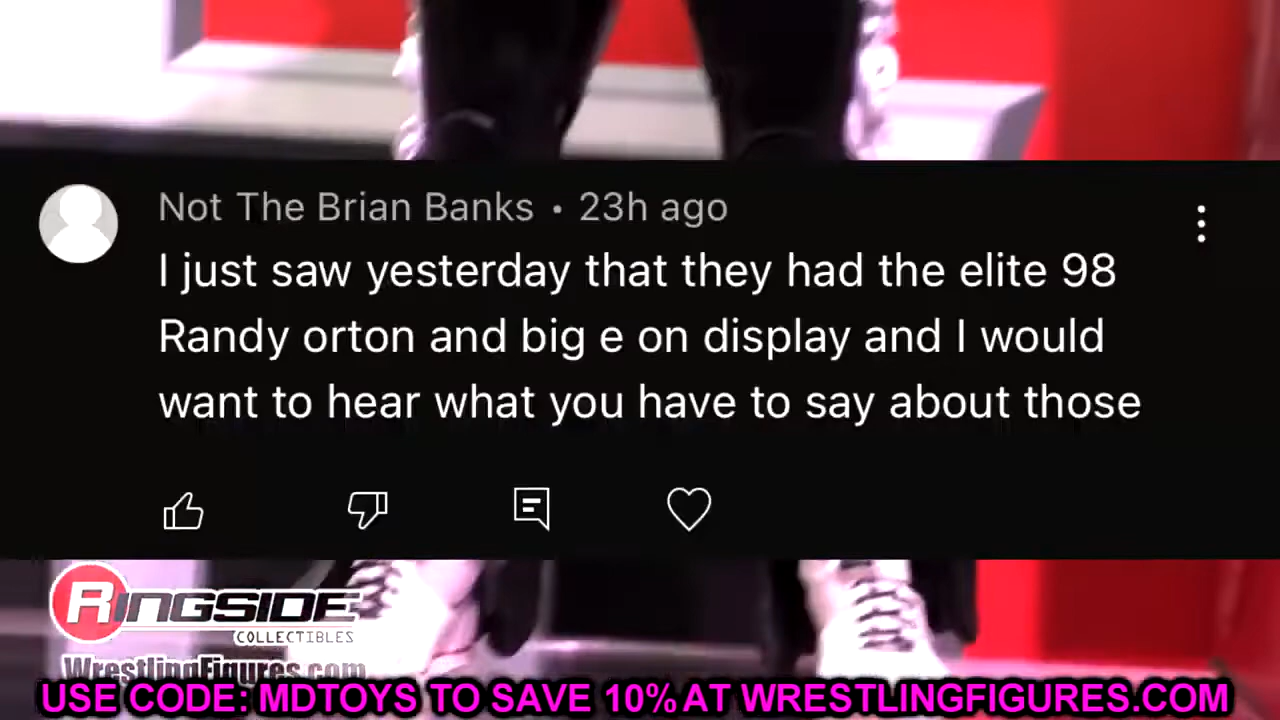 Not The Brian Banks • 23h ago
I just saw yesterday that they had the elite 98
Randy orton and big e on display and I would
want to hear what you have to say about those
RINGSIDE
COLLECTIBLES
WrestlingFigures.com
USE CODE: MDTOYS TO SAVE 10% AT WRESTLINGFIGURES.COM